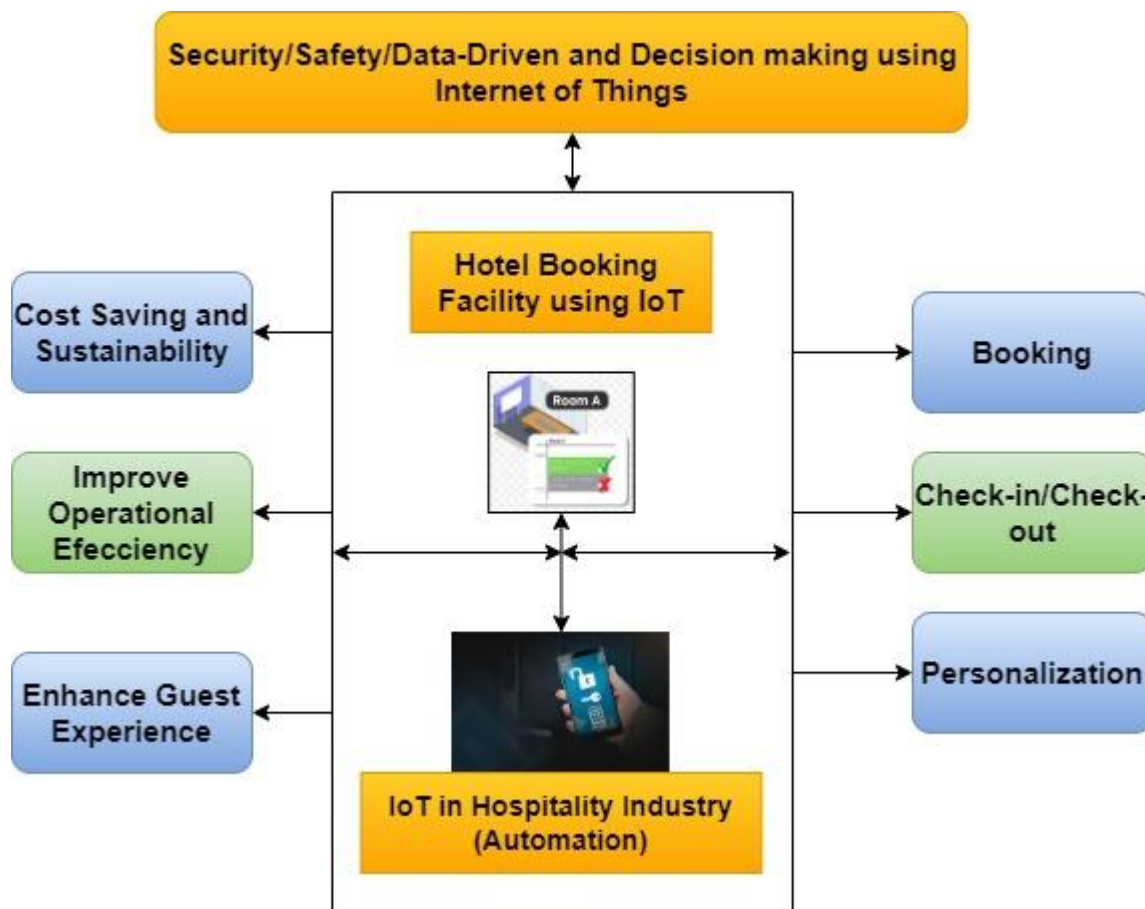 Security/Safety/Data-Driven and Decision making using
Internet of Things
Hotel Booking
Facility using IoT
Cost Saving and
Sustainability
Booking
Room A
Improve
Operational
Efecciency
Check-in/Check-
out
Enhance Guest
Experience
Personalization
IoT in Hospitality Industry
(Automation)